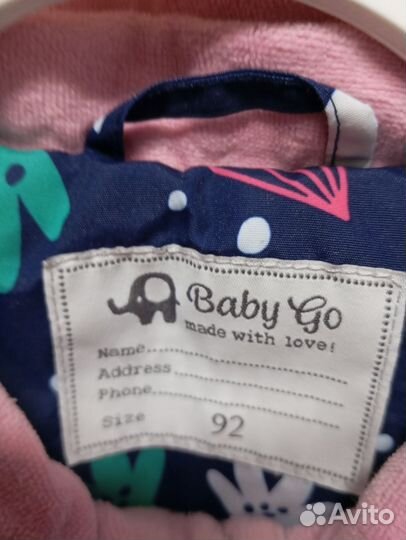 Baby Go
made with love!
Name
Address
Phone
Size 92
Avito